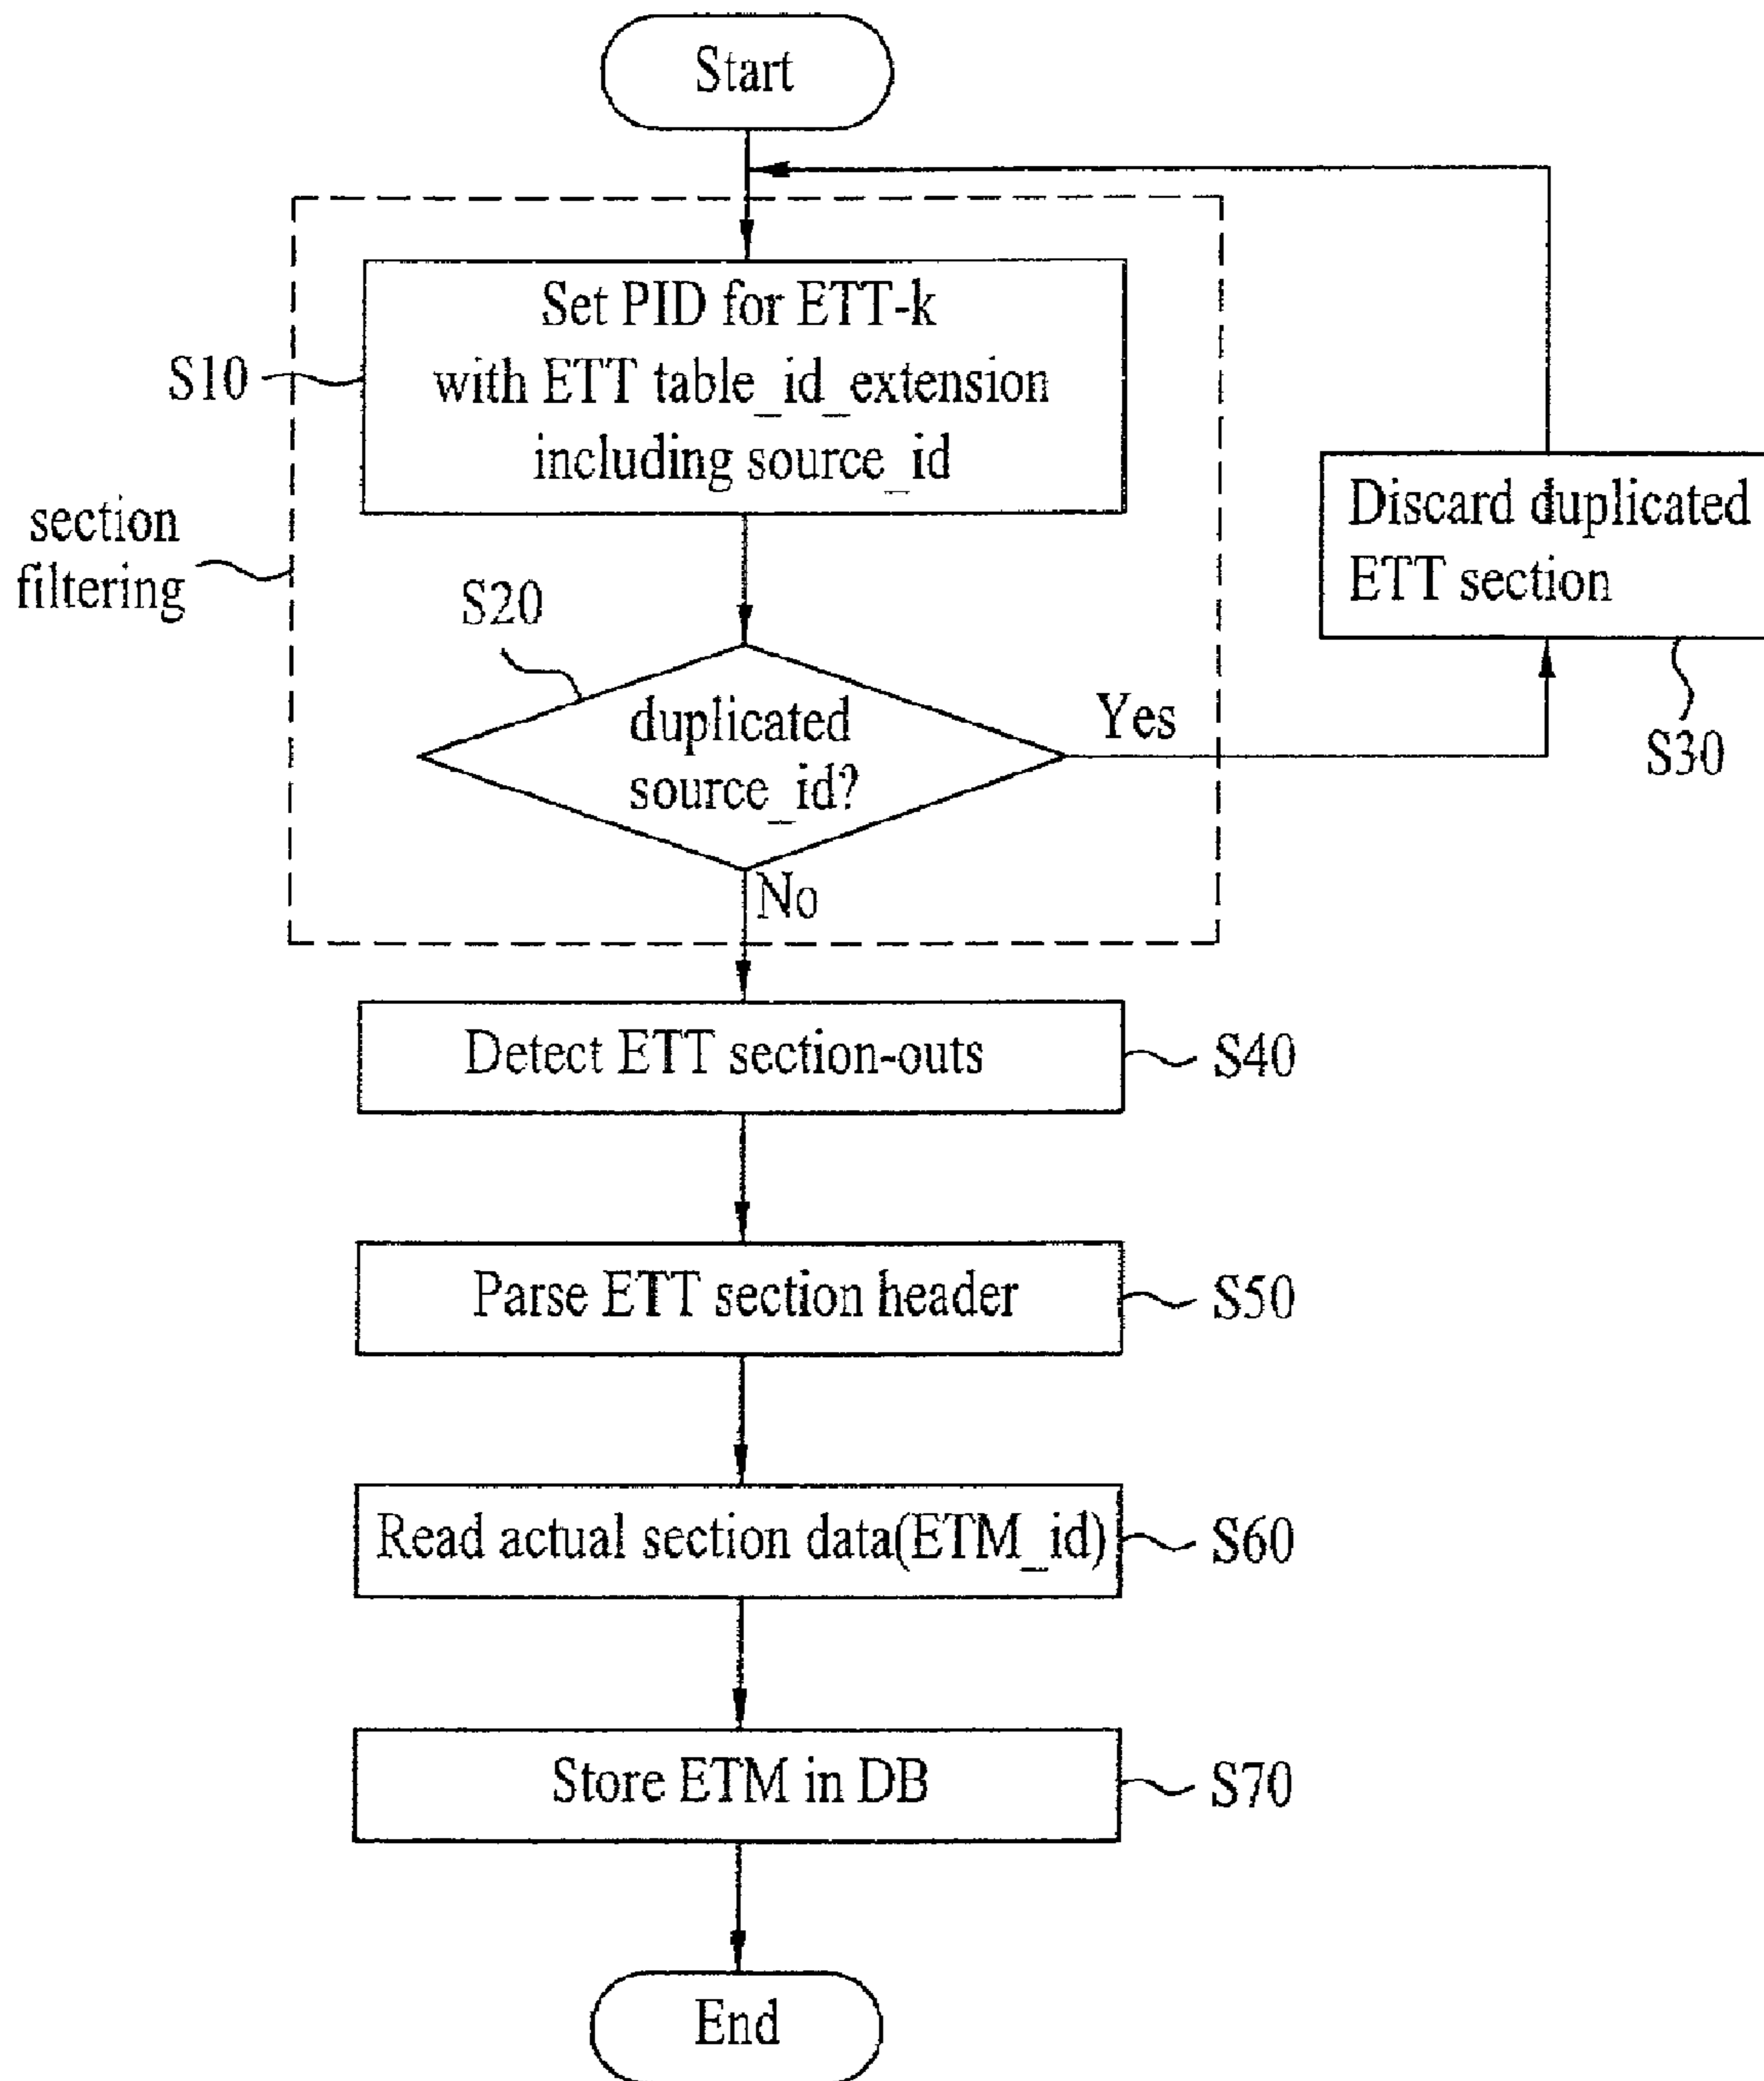 Start
Set PID for ETT-k
with ETT table_id_extension
including source_id
S10
section
filtering
Discard duplicated
ETT section
S30
S20
duplicated
source_id?
Yes
No
Detect ETT section-outs
S40
Parse ETT section header
S50
Read actual section data(ETM_id)
S60
Store ETM in DB
S70
End